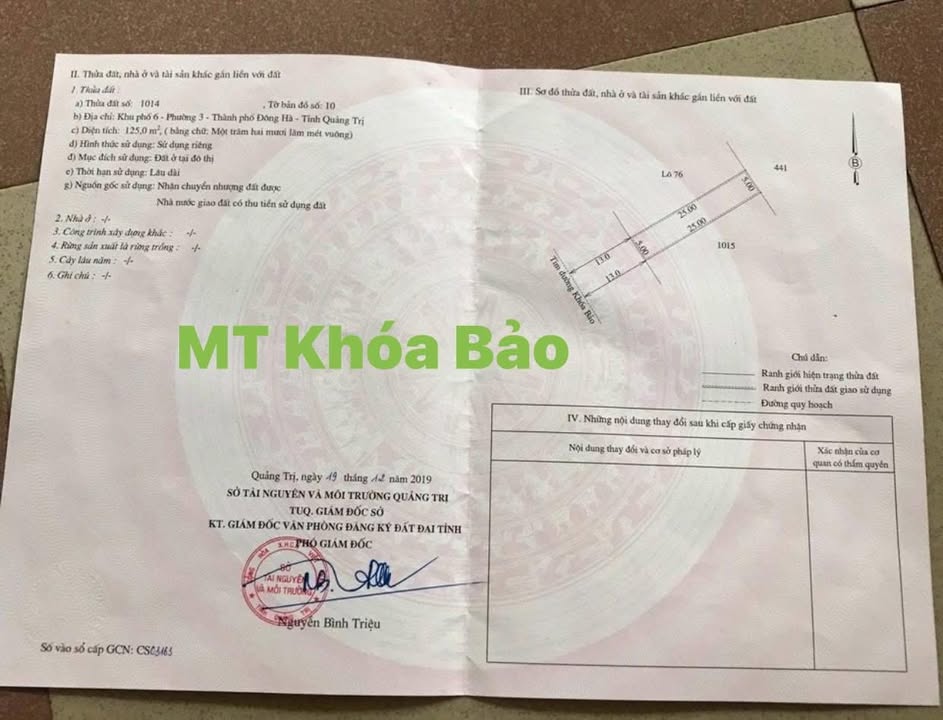 II. Thửa đất, nhà ở và tài sản khác gắn liền với đất
1. Thửa đất:
a) Thửa đất số: 1014 , Tờ bản đồ số: 10
b) Địa chỉ: Khu phố 6 - Phường 3 - Thành phố Đông Hà - Tỉnh Quảng Trị
c) Diện tích: 125,0 m², ( bằng chữ: Một trăm hai mươi lăm mét vuông)
d) Hình thức sử dụng: Sử dụng riêng
đ) Mục đích sử dụng: Đất ở tại đô thị
e) Thời hạn sử dụng: Lâu dài
g) Nguồn gốc sử dụng: Nhận chuyển nhượng đất được
Nhà nước giao đất có thu tiền sử dụng đất
2. Nhà ở : -/-
3. Công trình xây dựng khác : -/-
4. Rừng sản xuất là rừng trồng : -/-
5. Cây lâu năm : -/-
6. Ghi chú : -/-
MT Khóa Bảo
Quảng Trị, ngày 19 tháng 12 năm 2019
SỞ TÀI NGUYÊN VÀ MÔI TRƯỜNG QUẢNG TRỊ
TUQ. GIÁM ĐỐC SỞ
KT. GIÁM ĐỐC VĂN PHÒNG ĐĂNG KÝ ĐẤT ĐAI TỈNH
PHÓ GIÁM ĐỐC
SỞ
TÀI NGUYÊN
VÀ MÔI TRƯỜNG
Nguyễn Bình Triệu
Số vào sổ cấp GCN: CS03163
III. Sơ đồ thửa đất, nhà ở và tài sản khác gắn liền với đất
B
Lô 76
441
5.00
25.00
25.00
5.00
1015
13.0
13.0
Tim đường Khóa Bảo
Chú dẫn:
Ranh giới hiện trạng thửa đất
Ranh giới thửa đất giao sử dụng
Đường quy hoạch
IV. Những nội dung thay đổi sau khi cấp giấy chứng nhận
Nội dung thay đổi và cơ sở pháp lý
Xác nhận của cơ
quan có thẩm quyền